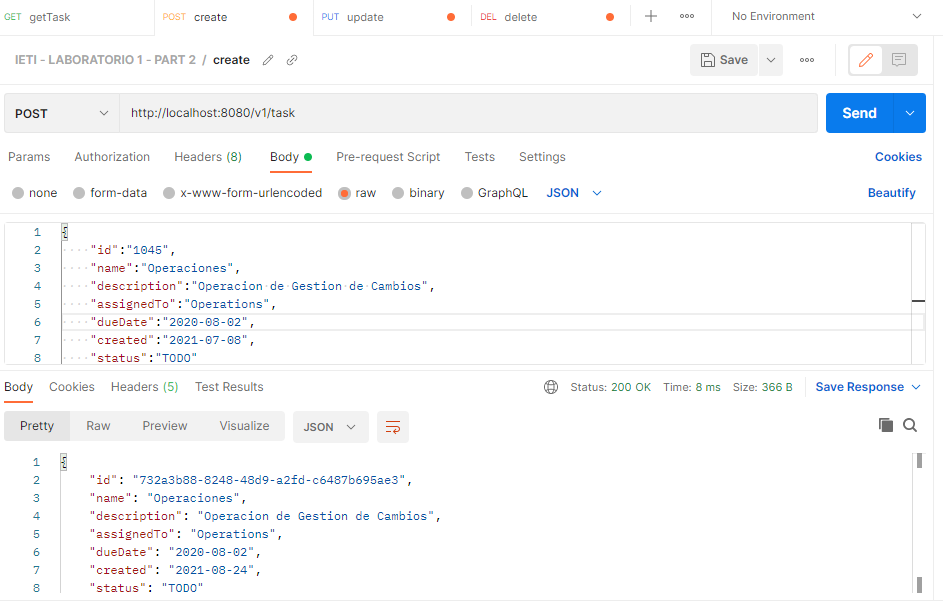 GET getTask POST create PUT update DEL delete No Environment
IETI - LABORATORIO 1 - PART 2 / create Save
POST http://localhost:8080/v1/task Send
Params Authorization Headers (8) Body Pre-request Script Tests Settings Cookies
none form-data x-www-form-urlencoded raw binary GraphQL JSON Beautify
1 {
2 "id":"1045",
3 "name":"Operaciones",
4 "description":"Operacion de Gestion de Cambios",
5 "assignedTo":"Operations",
6 "dueDate":"2020-08-02",
7 "created":"2021-07-08",
8 "status":"TODO"
Body Cookies Headers (5) Test Results Status: 200 OK Time: 8 ms Size: 366 B Save Response
Pretty Raw Preview Visualize JSON
1 {
2 "id": "732a3b88-8248-48d9-a2fd-c6487b695ae3",
3 "name": "Operaciones",
4 "description": "Operacion de Gestion de Cambios",
5 "assignedTo": "Operations",
6 "dueDate": "2020-08-02",
7 "created": "2021-08-24",
8 "status": "TODO"